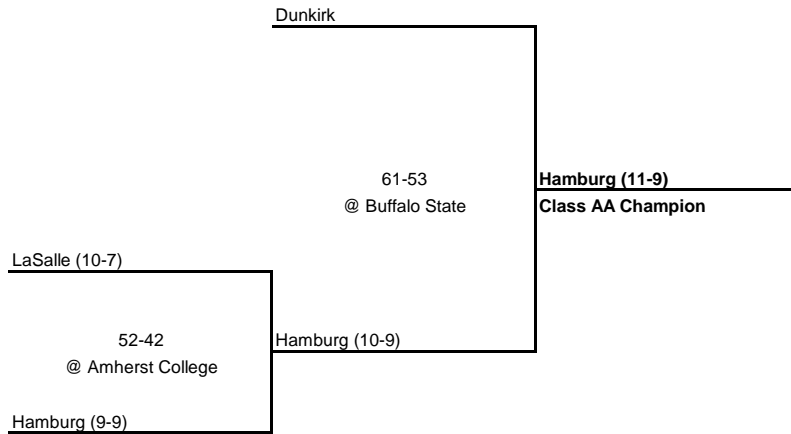 Dunkirk
61-53
@ Buffalo State
Hamburg (11-9)
Class AA Champion
LaSalle (10-7)
52-42
@ Amherst College
Hamburg (10-9)
Hamburg (9-9)